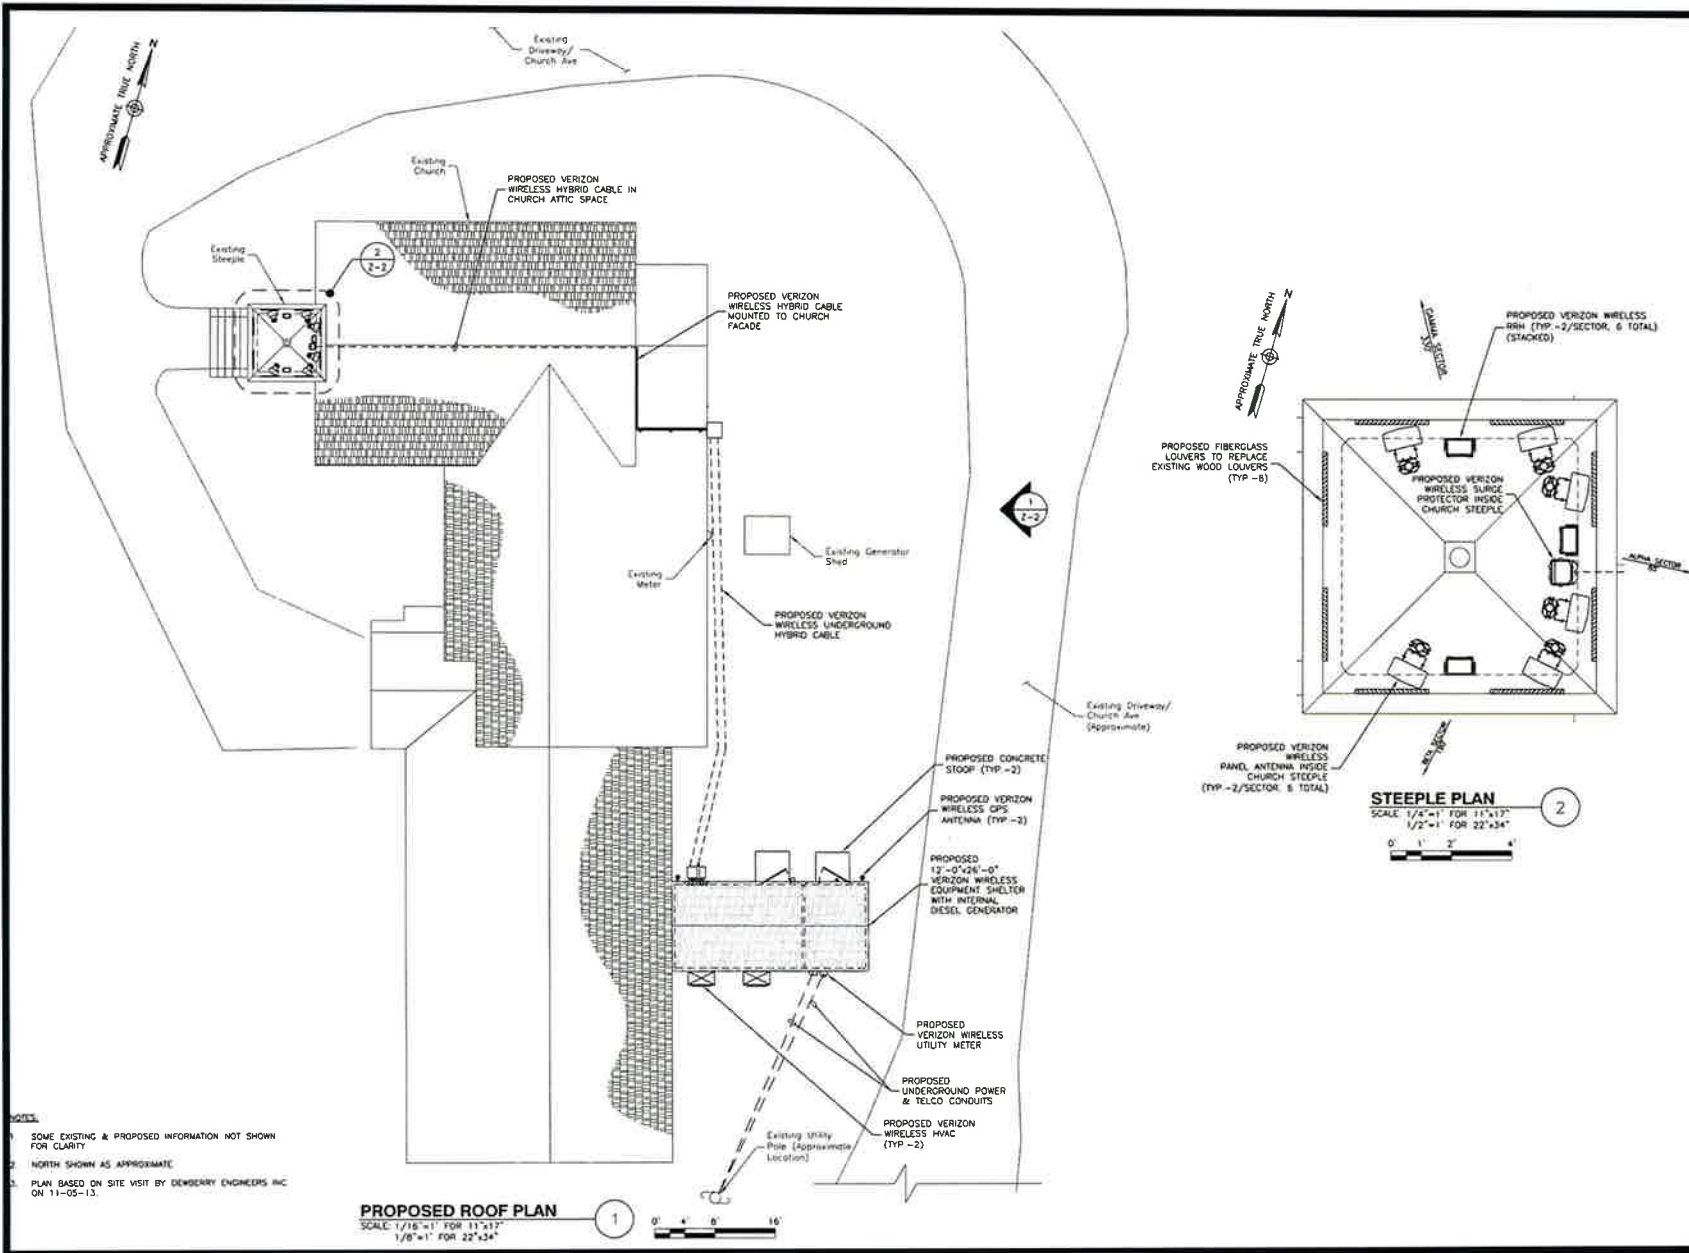 Existing
Driveway/
Church Ave
APPROXIMATE TRUE NORTH
N
Existing
Church
PROPOSED VERIZON
WIRELESS HYBRID CABLE IN
CHURCH ATTIC SPACE
Existing
Steeple
2
Z-2
PROPOSED VERIZON
WIRELESS HYBRID CABLE
MOUNTED TO CHURCH
FACADE
1
Z-2
Existing Generator
Shed
Existing
Meter
PROPOSED VERIZON
WIRELESS UNDERGROUND
HYBRID CABLE
Existing Driveway/
Church Ave
(Approximate)
PROPOSED CONCRETE
STOOP (TYP.-2)
PROPOSED VERIZON
WIRELESS GPS
ANTENNA (TYP-2)
PROPOSED
12'-0"x26'-0"
VERIZON WIRELESS
EQUIPMENT SHELTER
WITH INTERNAL
DIESEL GENERATOR
PROPOSED
VERIZON WIRELESS
UTILITY METER
PROPOSED
UNDERGROUND POWER
& TELCO CONDUITS
PROPOSED VERIZON
WIRELESS HVAC
(TYP-2)
Existing Utility
Pole (Approximate
Location)
NOTES:
1. SOME EXISTING & PROPOSED INFORMATION NOT SHOWN
FOR CLARITY
2. NORTH SHOWN AS APPROXIMATE
3. PLAN BASED ON SITE VISIT BY DEWBERRY ENGINEERS INC
ON 11-05-13.
PROPOSED ROOF PLAN
SCALE: 1/16"=1' FOR 11"x17"
1/8"=1' FOR 22"x34"
1
0' 4' 8' 16'
APPROXIMATE TRUE NORTH
N
GAMMA SECTOR
330°
PROPOSED VERIZON WIRELESS
RRH (TYP.-2/SECTOR, 6 TOTAL)
(STACKED)
PROPOSED FIBERGLASS
LOUVERS TO REPLACE
EXISTING WOOD LOUVERS
(TYP-8)
PROPOSED VERIZON
WIRELESS SURGE
PROTECTOR INSIDE
CHURCH STEEPLE
ALPHA SECTOR
BETA SECTOR
PROPOSED VERIZON
WIRELESS
PANEL ANTENNA INSIDE
CHURCH STEEPLE
(TYP-2/SECTOR, 6 TOTAL)
STEEPLE PLAN
SCALE: 1/4"=1' FOR 11"x17"
1/2"=1' FOR 22"x34"
2
0' 1' 2' 4'